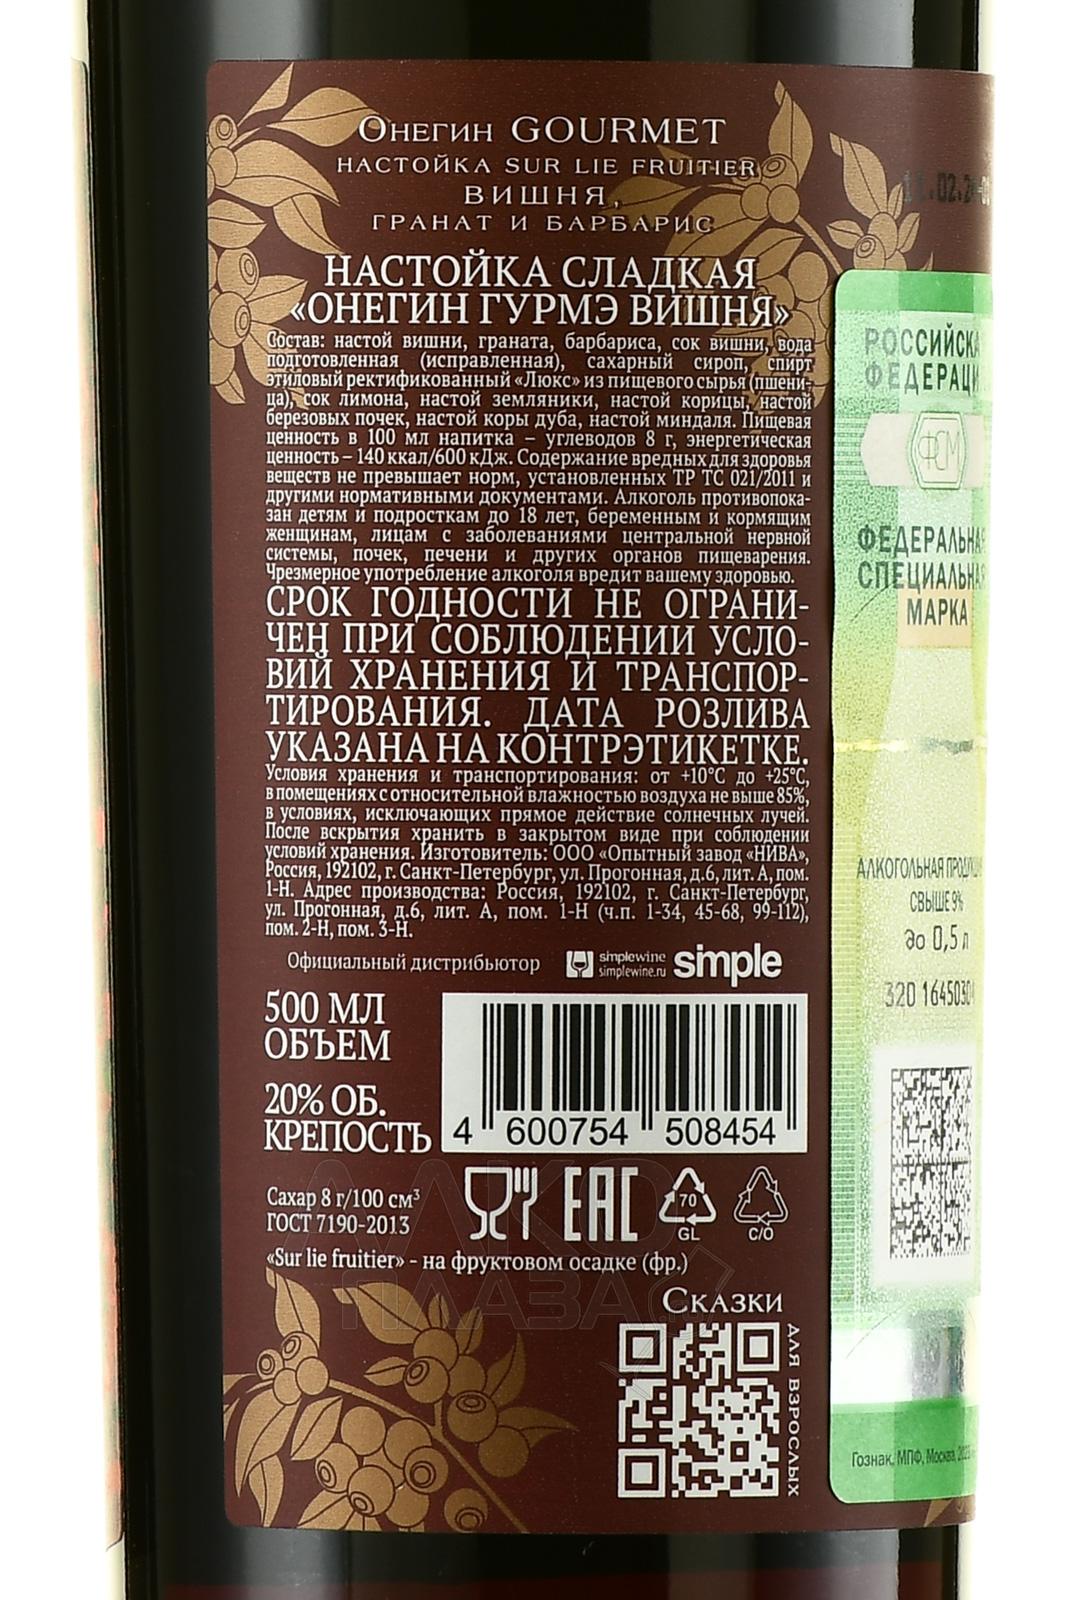 Онегин GOURMET
НАСТОЙКА SUR LIE FRUITIER
ВИШНЯ,
ГРАНАТ И БАРБАРИС
НАСТОЙКА СЛАДКАЯ
«ОНЕГИН ГУРМЭ ВИШНЯ»
Состав: настой вишни, граната, барбариса, сок вишни, вода
подготовленная (исправленная), сахарный сироп, спирт
этиловый ректификованный «Люкс» из пищевого сырья (пшени-
ца), сок лимона, настой земляники, настой корицы, настой
березовых почек, настой коры дуба, настой миндаля. Пищевая
ценность в 100 мл напитка – углеводов 8 г, энергетическая
ценность – 140 ккал/600 кДж. Содержание вредных для здоровья
веществ не превышает норм, установленных ТР ТС 021/2011 и
другими нормативными документами. Алкоголь противопока-
зан детям и подросткам до 18 лет, беременным и кормящим
женщинам, лицам с заболеваниями центральной нервной
системы, почек, печени и других органов пищеварения.
Чрезмерное употребление алкоголя вредит вашему здоровью.
СРОК ГОДНОСТИ НЕ ОГРАНИ-
ЧЕН ПРИ СОБЛЮДЕНИИ УСЛО-
ВИЙ ХРАНЕНИЯ И ТРАНСПОР-
ТИРОВАНИЯ. ДАТА РОЗЛИВА
УКАЗАНА НА КОНТРЭТИКЕТКЕ.
Условия хранения и транспортирования: от +10°С до +25°С,
в помещениях с относительной влажностью воздуха не выше 85%,
в условиях, исключающих прямое действие солнечных лучей.
После вскрытия хранить в закрытом виде при соблюдении
условий хранения. Изготовитель: ООО «Опытный завод «НИВА»,
Россия, 192102, г. Санкт-Петербург, ул. Прогонная, д.6, лит. А, пом.
1-Н. Адрес производства: Россия, 192102, г. Санкт-Петербург,
ул. Прогонная, д.6, лит. А, пом. 1-Н (ч.п. 1-34, 45-68, 99-112),
пом. 2-Н, пом. 3-Н.
Официальный дистрибьютор simplewine simple
simplewine.ru
500 МЛ
ОБЪЕМ
20% ОБ.
КРЕПОСТЬ
4 600754 508454
Сахар 8 г/100 см³
ГОСТ 7190-2013
EAC
70
GL
C/O
«Sur lie fruitier» - на фруктовом осадке (фр.)
АЛКО
ПЛАЗА
Сказки
для взрослых
РОССИЙСКА
ФЕДЕРАЦИ
ФСМ
ФЕДЕРАЛЬНА
СПЕЦИАЛЬНА
МАРКА
АЛКОГОЛЬНАЯ
СВЫШЕ 9%
до 0,5 л
320 1645030
Гознак, МПФ, Москва,